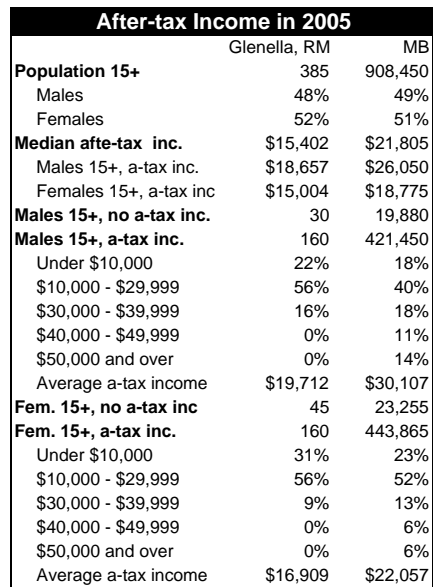 After-tax Income in 2005
Glenella, RM MB
Population 15+ 385 908,450
Males 48% 49%
Females 52% 51%
Median afte-tax inc. $15,402 $21,805
Males 15+, a-tax inc. $18,657 $26,050
Females 15+, a-tax inc $15,004 $18,775
Males 15+, no a-tax inc. 30 19,880
Males 15+, a-tax inc. 160 421,450
Under $10,000 22% 18%
$10,000 - $29,999 56% 40%
$30,000 - $39,999 16% 18%
$40,000 - $49,999 0% 11%
$50,000 and over 0% 14%
Average a-tax income $19,712 $30,107
Fem. 15+, no a-tax inc 45 23,255
Fem. 15+, a-tax inc. 160 443,865
Under $10,000 31% 23%
$10,000 - $29,999 56% 52%
$30,000 - $39,999 9% 13%
$40,000 - $49,999 0% 6%
$50,000 and over 0% 6%
Average a-tax income $16,909 $22,057